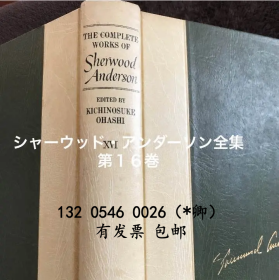 THE COMPLETE
WORKS OF
Sherwood
Anderson
EDITED BY
KICHINOSUKE
OHASHI
XVI
シャーウッド・アンダーソン全集
第16巻
132 0546 0026 (*卿)
有发票 包邮